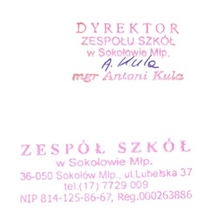 DYREKTOR
ZESPOŁU SZKÓŁ
w Sokołowie Młp.
A. Kula
mgr Antoni Kula
ZESPÓŁ SZKÓŁ
w Sokołowie Młp.
36-050 Sokołów Młp., ul.Lubelska 37
tel.(17) 7729 009
NIP 814-125-86-67, Reg.000263886